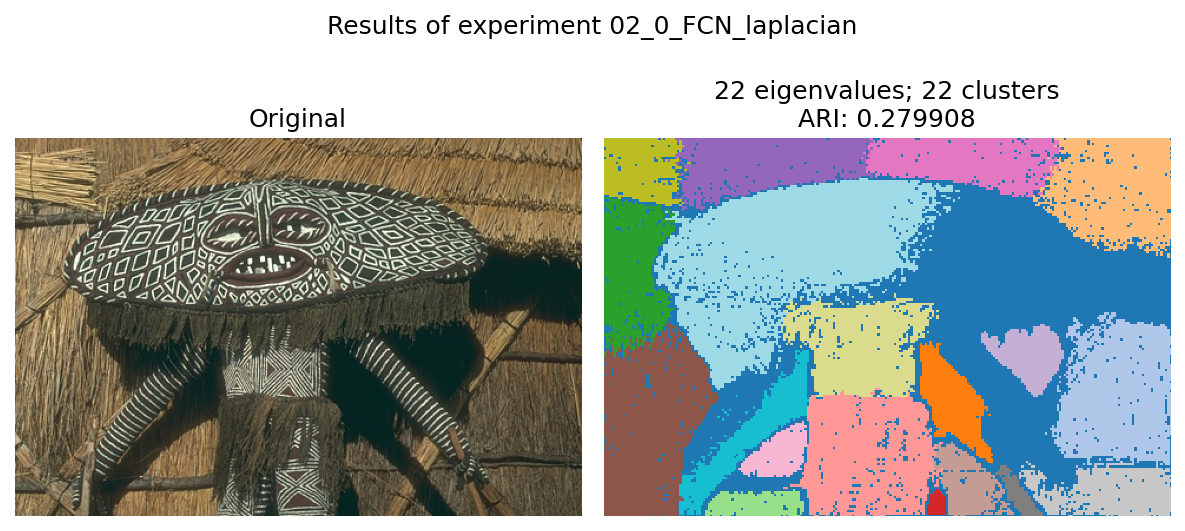 Results of experiment 02_0_FCN_laplacian
Original
22 eigenvalues; 22 clusters
ARI: 0.279908